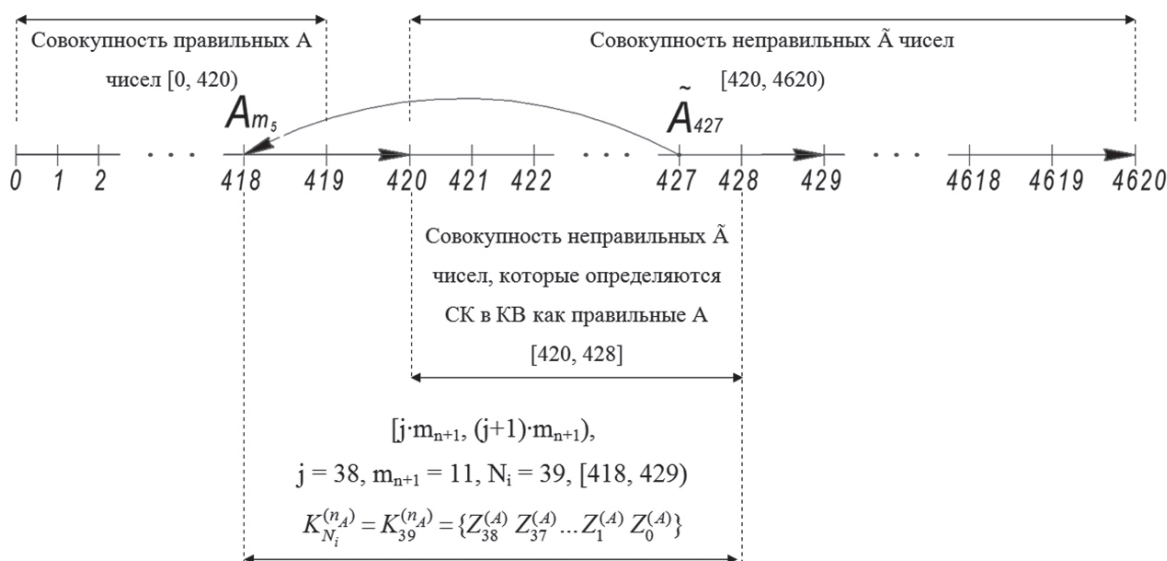 Совокупность правильных А
чисел [0, 420)
Совокупность неправильных Ã чисел
[420, 4620)
A_{m_5}
Ã_{427}
0 1 2 ... 418 419 420 421 422 ... 427 428 429 ... 4618 4619 4620
Совокупность неправильных Ã
чисел, которые определяются
СК в КВ как правильные А
[420, 428]
[j·m_{n+1}, (j+1)·m_{n+1}),
j = 38, m_{n+1} = 11, N_i = 39, [418, 429)
K_{N_i}^{(n_A)} = K_{39}^{(n_A)} = {Z_{38}^{(A)} Z_{37}^{(A)} ... Z_1^{(A)} Z_0^{(A)}}